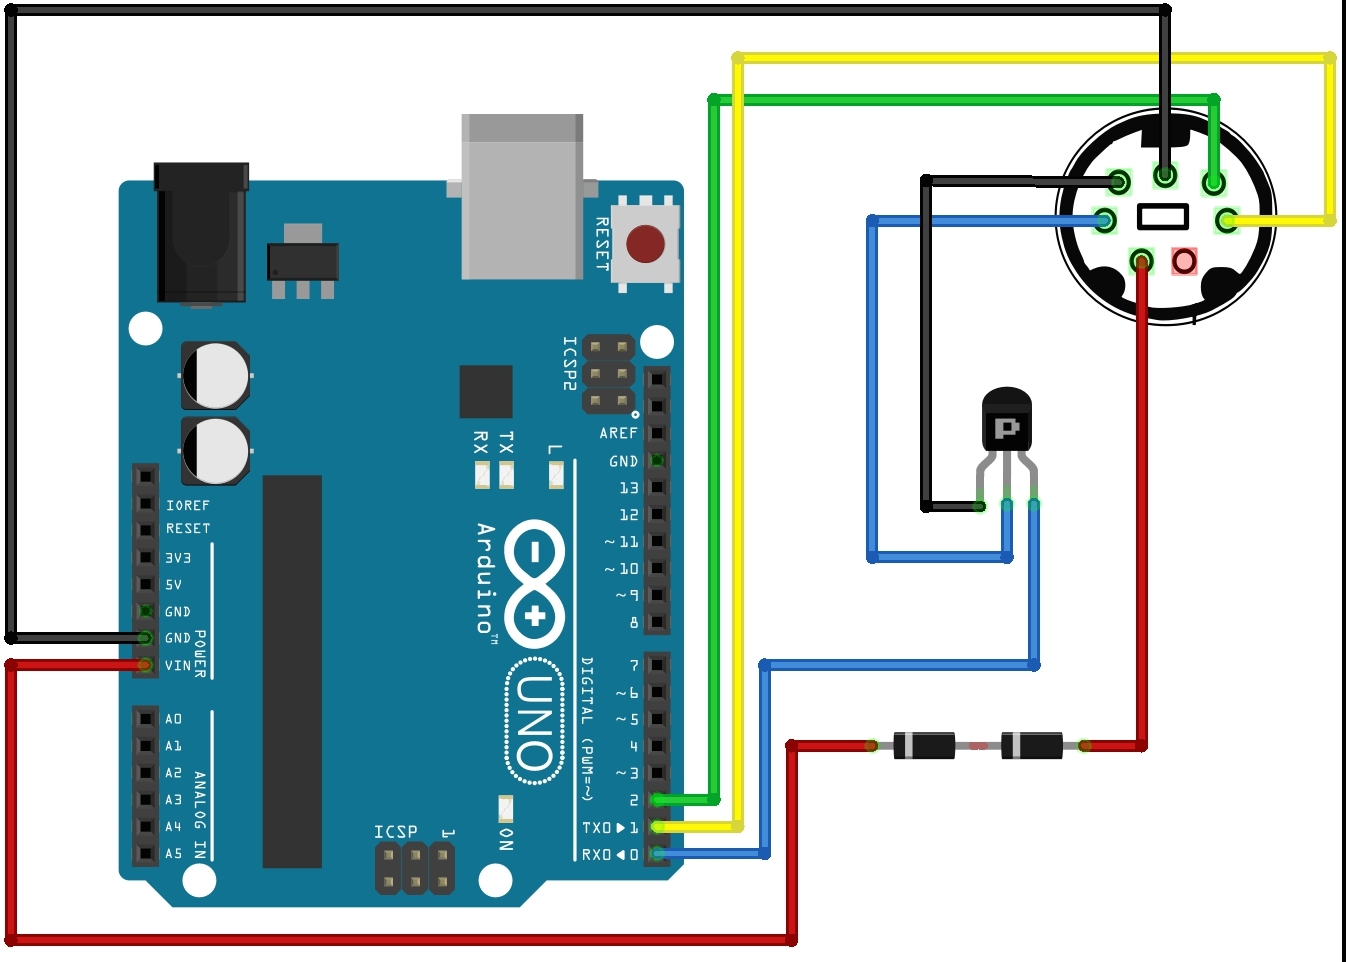 RESET
ICSP2
AREF
GND
13
12
~11
~10
~9
8
RX
TX
L
IOREF
RESET
3V3
5V
GND
GND
VIN
POWER
Arduino™
UNO
DIGITAL (PWM=~)
7
~6
~5
4
~3
2
TX0▶1
RX0◀0
A0
A1
A2
A3
A4
A5
ANALOG IN
ICSP
1
ON
P